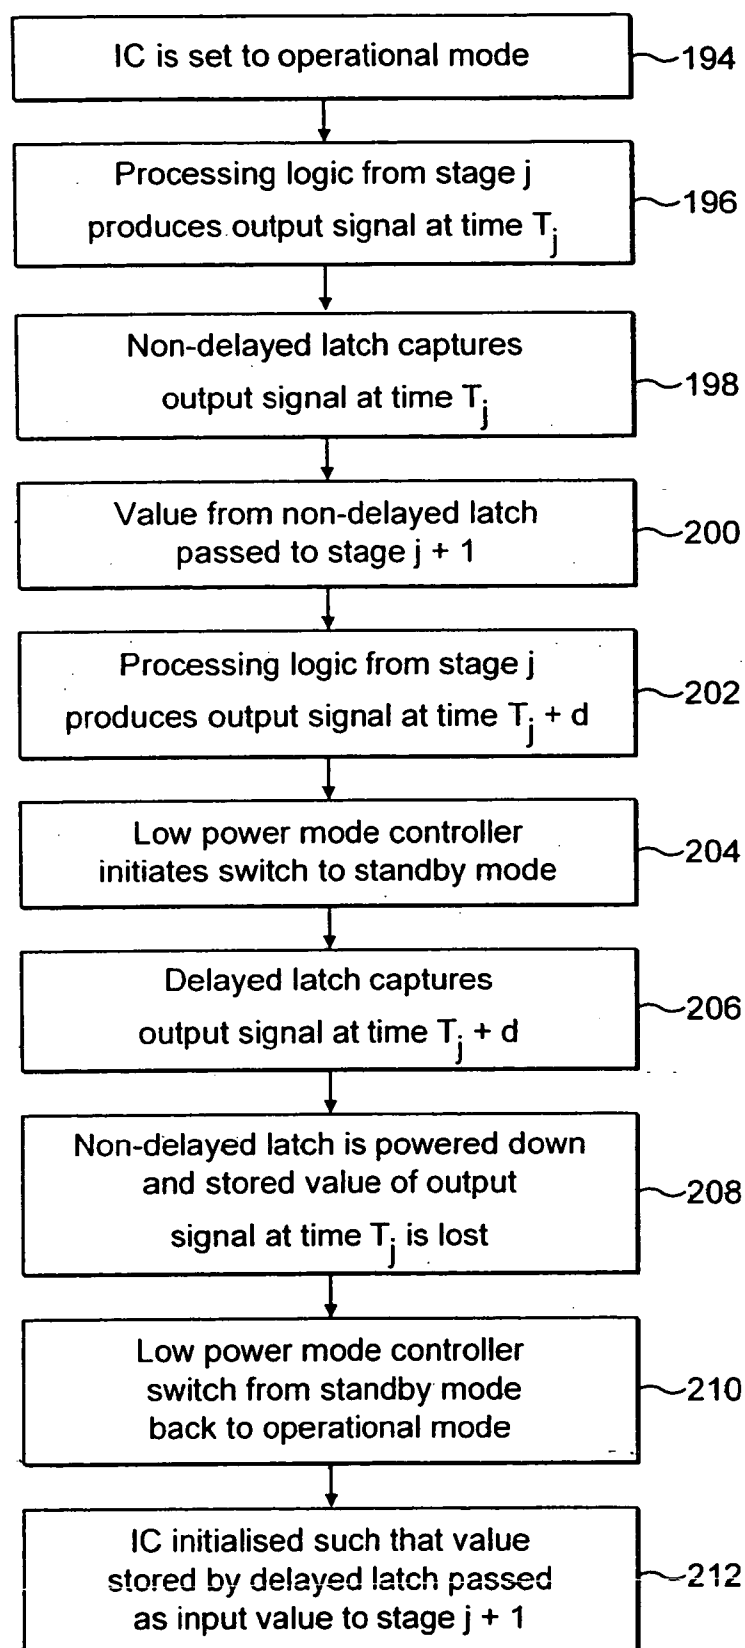 IC is set to operational mode
194
Processing logic from stage j
produces output signal at time Tj
196
Non-delayed latch captures
output signal at time Tj
198
Value from non-delayed latch
passed to stage j + 1
200
Processing logic from stage j
produces output signal at time Tj + d
202
Low power mode controller
initiates switch to standby mode
204
Delayed latch captures
output signal at time Tj + d
206
Non-delayed latch is powered down
and stored value of output
signal at time Tj is lost
208
Low power mode controller
switch from standby mode
back to operational mode
210
IC initialised such that value
stored by delayed latch passed
as input value to stage j + 1
212